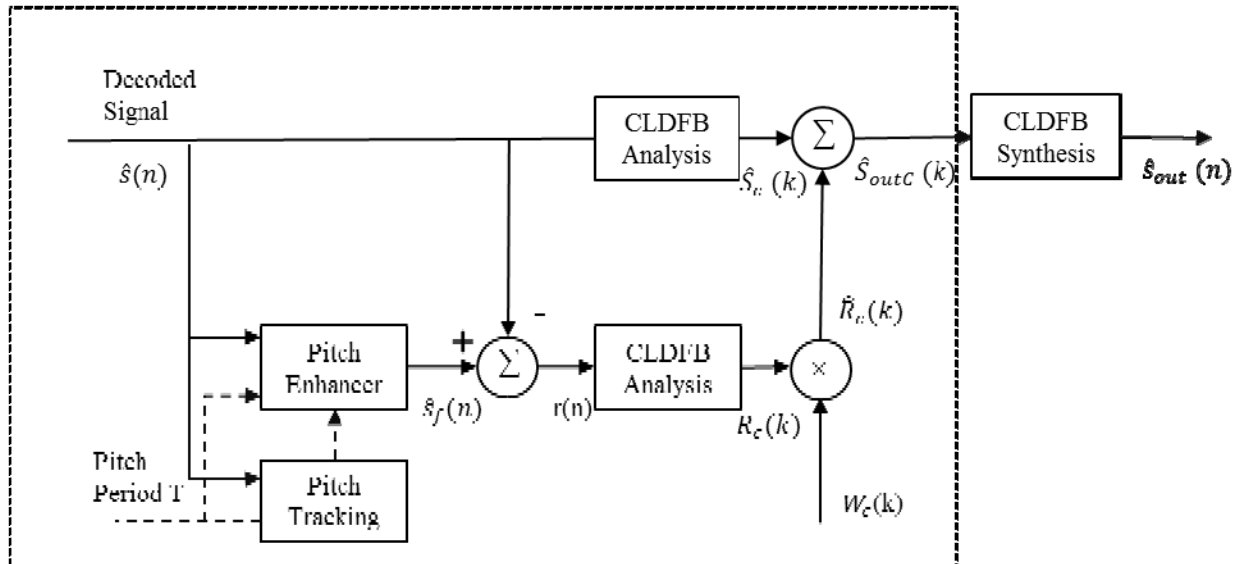 Decoded
Signal
CLDFB
Analysis
Σ
CLDFB
Synthesis
ŝ(n)
Ŝ_c (k)
Ŝ_outC (k)
ŝ_out (n)
-
Ṙ_c(k)
+
Pitch
Enhancer
Σ
CLDFB
Analysis
×
ŝ_f(n)
r(n)
R_c(k)
Pitch
Period T
Pitch
Tracking
W_c(k)